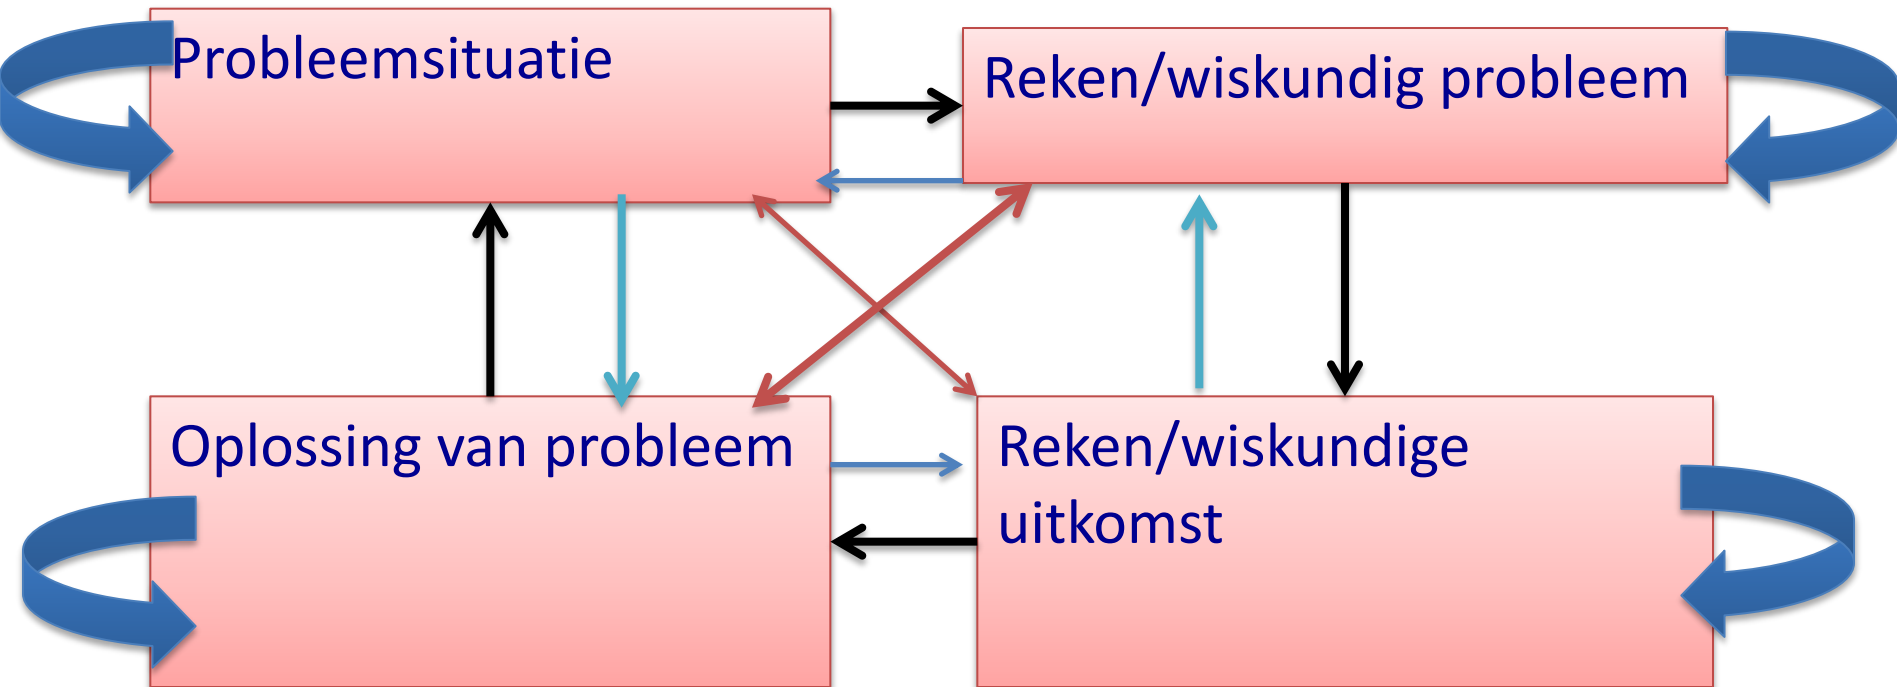 Probleemsituatie
Reken/wiskundig probleem
Oplossing van probleem
Reken/wiskundige
uitkomst